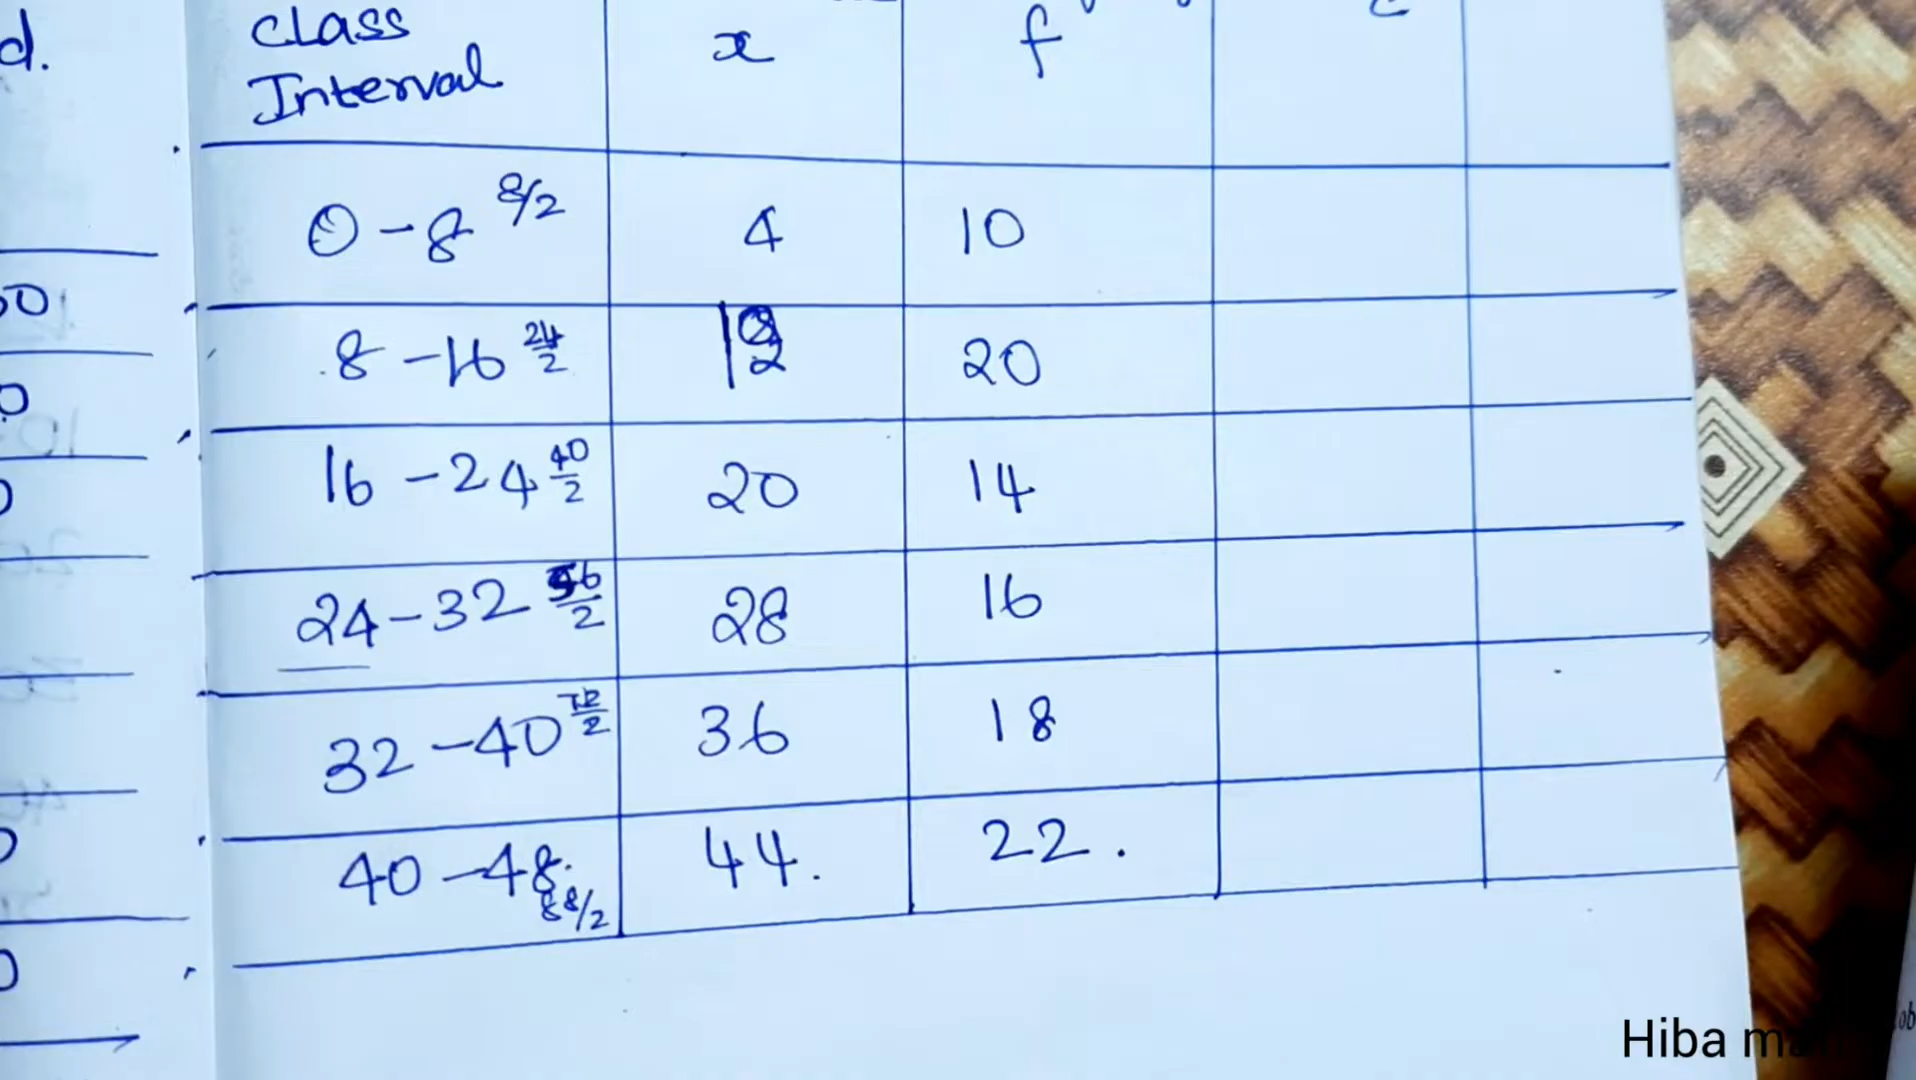 d.
class Interval x f
0-8 8/2 4 10
8-16 24/2 12 20
16-24 40/2 20 14
24-32 56/2 28 16
32-40 72/2 36 18
40-48. 88/2 44. 22.
Hiba